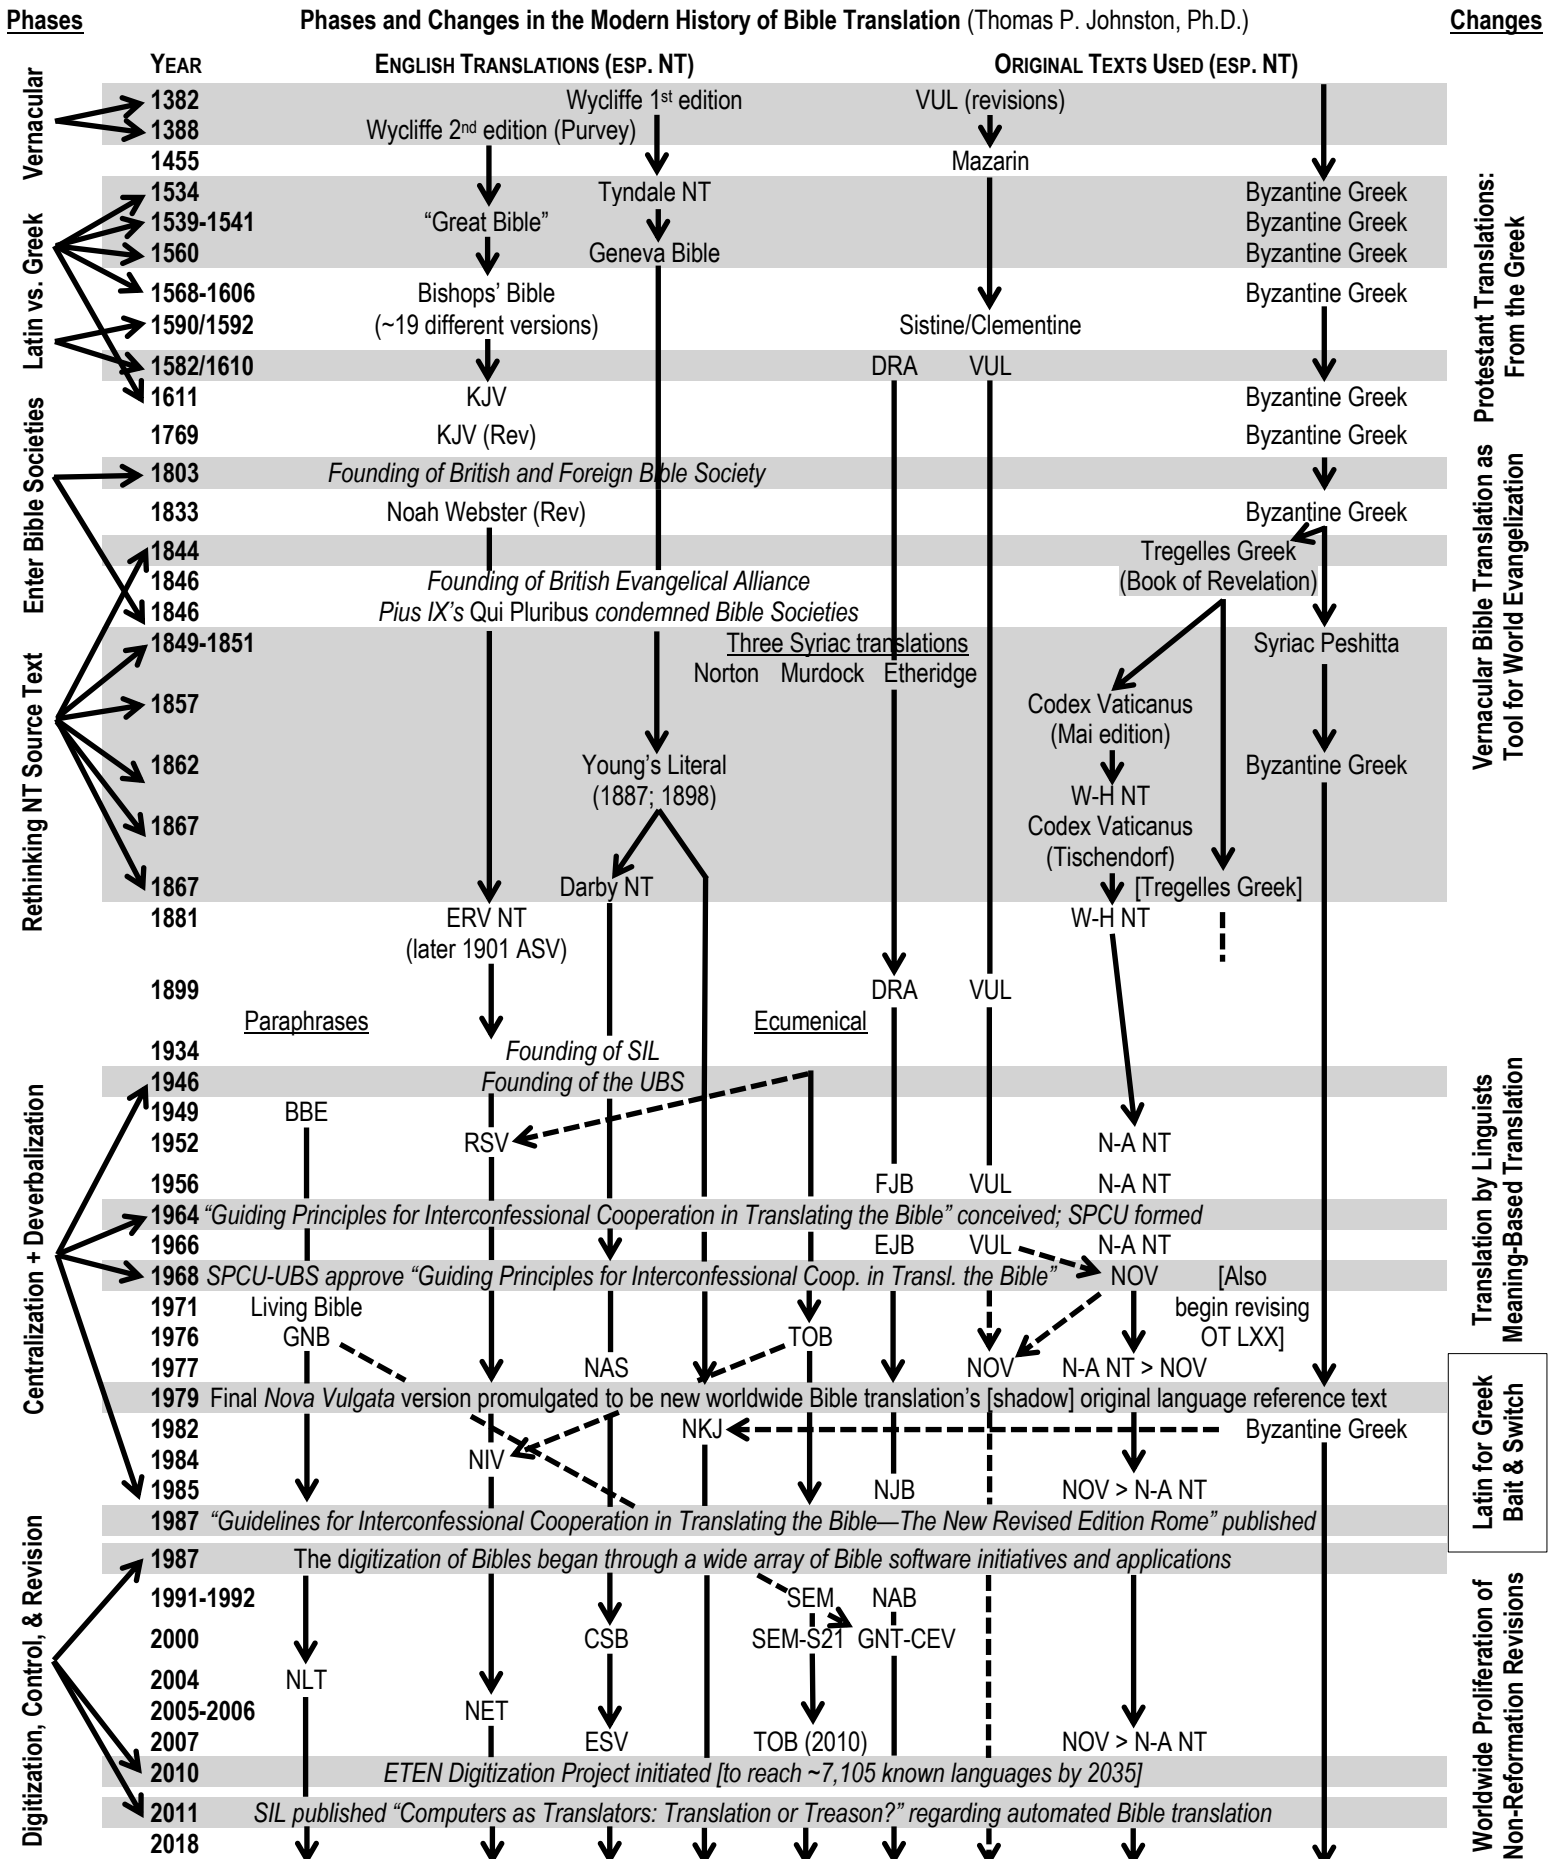 Phases Phases and Changes in the Modern History of Bible Translation (Thomas P. Johnston, Ph.D.) Changes
YEAR ENGLISH TRANSLATIONS (ESP. NT) ORIGINAL TEXTS USED (ESP. NT)
Vernacular
Latin vs. Greek
Enter Bible Societies
Rethinking NT Source Text
Centralization + Deverbalization
Digitization, Control, & Revision
1382 Wycliffe 1st edition VUL (revisions)
1388 Wycliffe 2nd edition (Purvey)
1455 Mazarin
1534 Tyndale NT Byzantine Greek
1539-1541 “Great Bible” Byzantine Greek
1560 Geneva Bible Byzantine Greek
1568-1606 Bishops’ Bible Byzantine Greek
1590/1592 (~19 different versions) Sistine/Clementine
1582/1610 DRA VUL
1611 KJV Byzantine Greek
1769 KJV (Rev) Byzantine Greek
1803 Founding of British and Foreign Bible Society
1833 Noah Webster (Rev) Byzantine Greek
1844 Tregelles Greek
1846 Founding of British Evangelical Alliance (Book of Revelation)
1846 Pius IX’s Qui Pluribus condemned Bible Societies
1849-1851 Three Syriac translations Syriac Peshitta
Norton Murdock Etheridge
1857 Codex Vaticanus
(Mai edition)
1862 Young’s Literal Byzantine Greek
(1887; 1898) W-H NT
1867 Codex Vaticanus
(Tischendorf)
1867 Darby NT [Tregelles Greek]
1881 ERV NT W-H NT
(later 1901 ASV)
1899 DRA VUL
Paraphrases Ecumenical
1934 Founding of SIL
1946 Founding of the UBS
1949 BBE
1952 RSV N-A NT
1956 FJB VUL N-A NT
1964 “Guiding Principles for Interconfessional Cooperation in Translating the Bible” conceived; SPCU formed
1966 EJB VUL N-A NT
1968 SPCU-UBS approve “Guiding Principles for Interconfessional Coop. in Transl. the Bible” NOV [Also
1971 Living Bible begin revising
1976 GNB TOB OT LXX]
1977 NAS NOV N-A NT > NOV
1979 Final Nova Vulgata version promulgated to be new worldwide Bible translation’s [shadow] original language reference text
1982 NKJ Byzantine Greek
1984 NIV
1985 NJB NOV > N-A NT
1987 “Guidelines for Interconfessional Cooperation in Translating the Bible—The New Revised Edition Rome” published
1987 The digitization of Bibles began through a wide array of Bible software initiatives and applications
1991-1992 SEM NAB
2000 CSB SEM-S21 GNT-CEV
2004 NLT
2005-2006 NET
2007 ESV TOB (2010) NOV > N-A NT
2010 ETEN Digitization Project initiated [to reach ~7,105 known languages by 2035]
2011 SIL published “Computers as Translators: Translation or Treason?” regarding automated Bible translation
2018
Protestant Translations:
From the Greek
Vernacular Bible Translation as
Tool for World Evangelization
Translation by Linguists
Meaning-Based Translation
Latin for Greek
Bait & Switch
Worldwide Proliferation of
Non-Reformation Revisions